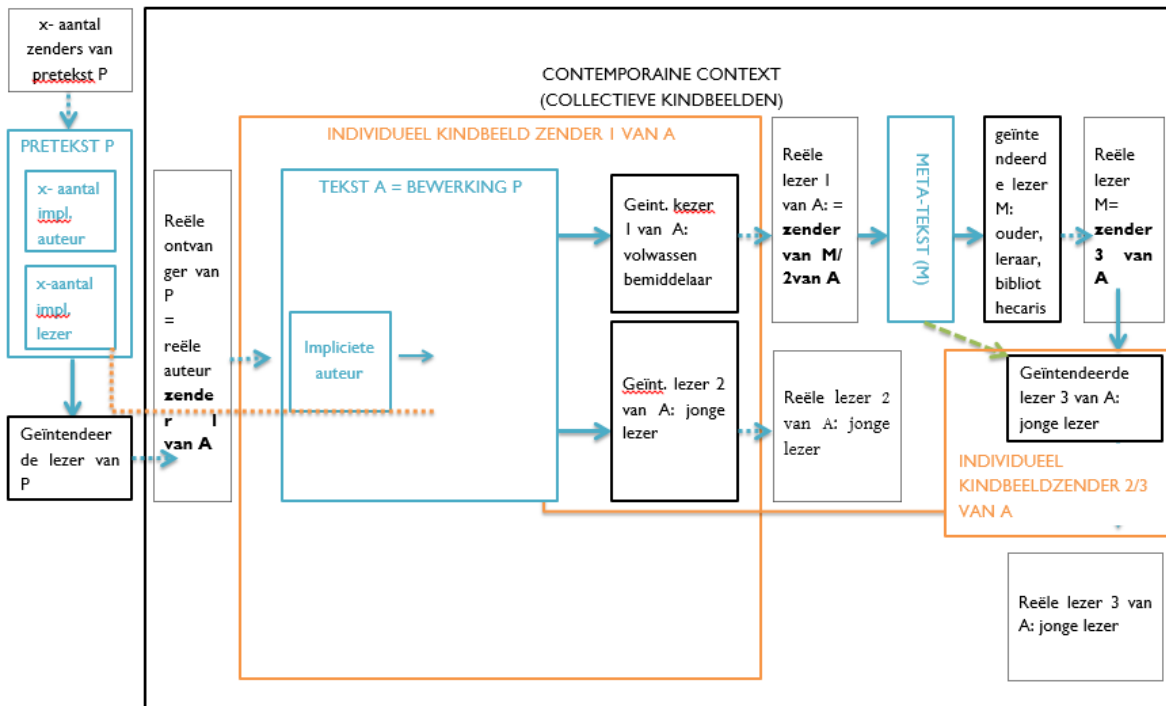 x- aantal
zenders van
pretekst P
PRETEKST P
x- aantal
impl,
auteur
x-aantal
impl,
lezer
Geïntendeer
de lezer van
P
CONTEMPORAINE CONTEXT
(COLLECTIEVE KINDBEELDEN)
Reële
ontvan
ger van
P
=
reële
auteur
zende
r 1
van A
INDIVIDUEEL KINDBEELD ZENDER 1 VAN A
TEKST A = BEWERKING P
Impliciete
auteur
Geint. kezer
1 van A:
volwassen
bemiddelaar
Geïnt. lezer 2
van A: jonge
lezer
Reële
lezer 1
van A: =
zender
van M/
2van A
Reële lezer 2
van A: jonge
lezer
META-TEKST (M)
geïnte
ndeerd
e lezer
M:
ouder,
leraar,
bibliot
hecaris
Reële
lezer
M=
zender
3 van
A
Geïntendeerde
lezer 3 van A:
jonge lezer
INDIVIDUEEL
KINDBEELDZENDER 2/3
VAN A
Reële lezer 3 van
A: jonge lezer